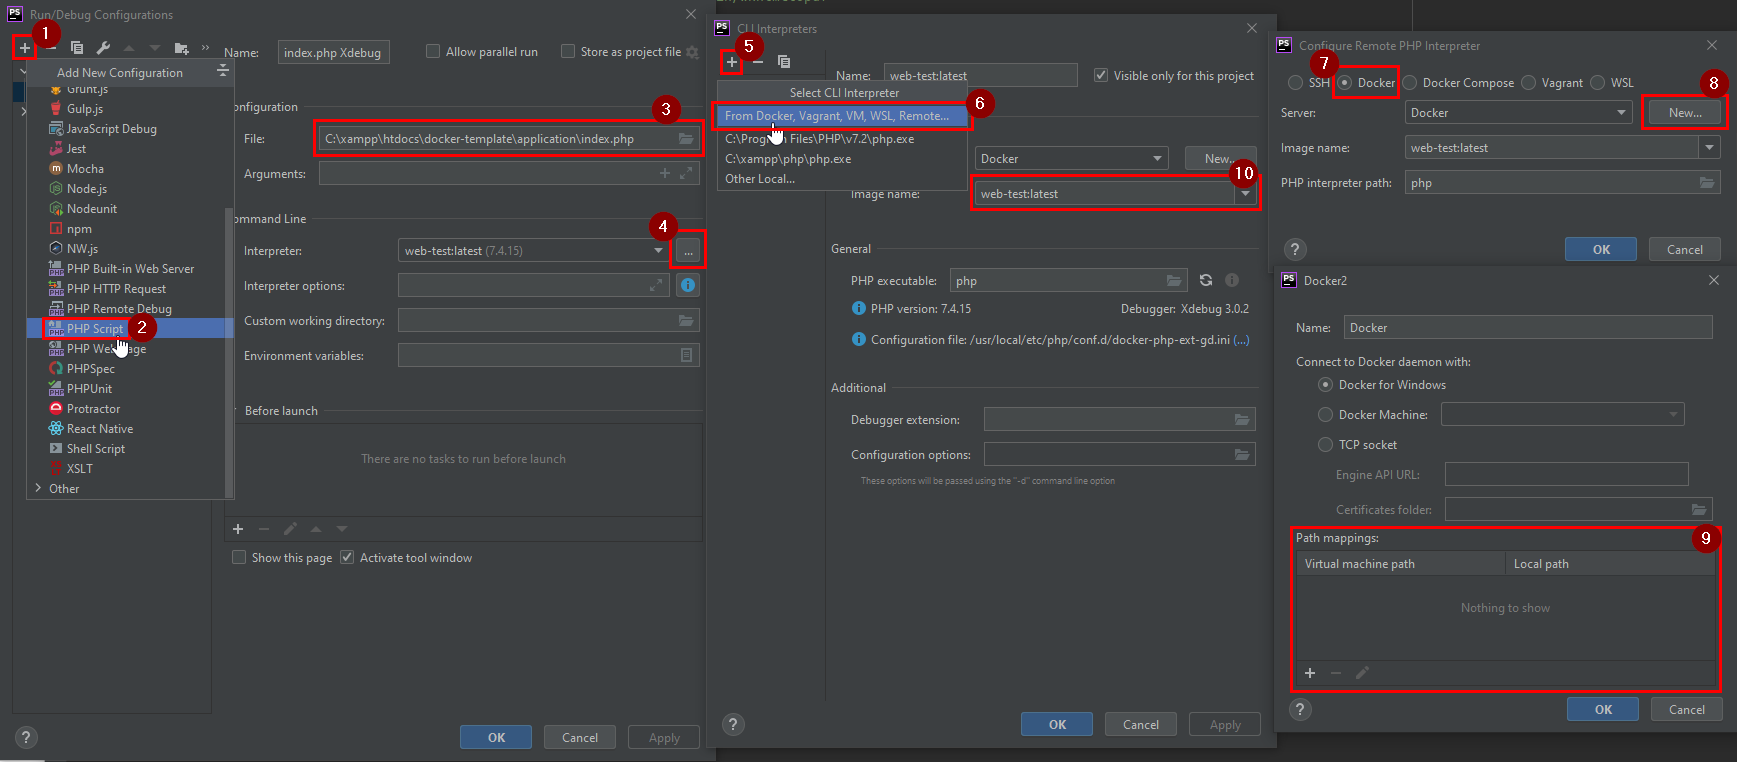 Run/Debug Configurations
1
Name: index.php Xdebug
Allow parallel run
Store as project file
Add New Configuration
Grunt.js
Gulp.js
JavaScript Debug
Jest
Mocha
Node.js
Nodeunit
npm
NW.js
PHP Built-in Web Server
PHP HTTP Request
PHP Remote Debug
PHP Script
2
PHP Web
PHPSpec
PHPUnit
Protractor
React Native
Shell Script
XSLT
Other
onfiguration
3
File: C:\xampp\htdocs\docker-template\application\index.php
Arguments:
ommand Line
4
Interpreter: web-test:latest (7.4.15) ...
Interpreter options:
Custom working directory:
Environment variables:
Before launch
There are no tasks to run before launch
Show this page
Activate tool window
OK
Cancel
Apply
CLI Interpreters
5
Name: web-test:latest
Visible only for this project
Select CLI Interpreter
6
From Docker, Vagrant, VM, WSL, Remote...
C:\Program Files\PHP\v7.2\php.exe
C:\xampp\php\php.exe
Other Local...
Docker
New...
10
Image name: web-test:latest
General
PHP executable: php
PHP version: 7.4.15
Debugger: Xdebug 3.0.2
Configuration file: /usr/local/etc/php/conf.d/docker-php-ext-gd.ini (...)
Additional
Debugger extension:
Configuration options:
These options will be passed using the "-d" command line option
OK
Cancel
Apply
Configure Remote PHP Interpreter
7
SSH
Docker
Docker Compose
Vagrant
WSL
8
Server: Docker
New...
Image name: web-test:latest
PHP interpreter path: php
OK
Cancel
Docker2
Name: Docker
Connect to Docker daemon with:
Docker for Windows
Docker Machine:
TCP socket
Engine API URL:
Certificates folder:
Path mappings:
9
Virtual machine path
Local path
Nothing to show
OK
Cancel